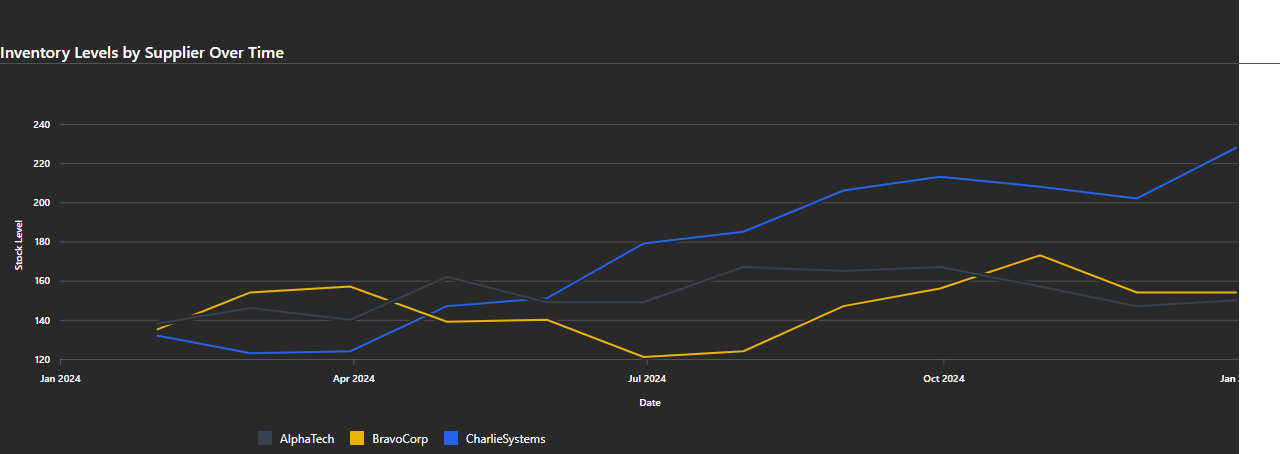 Inventory Levels by Supplier Over Time
240
220
200
180
160
140
120
Stock Level
Jan 2024 Apr 2024 Jul 2024 Oct 2024 Jan
Date
AlphaTech BravoCorp CharlieSystems